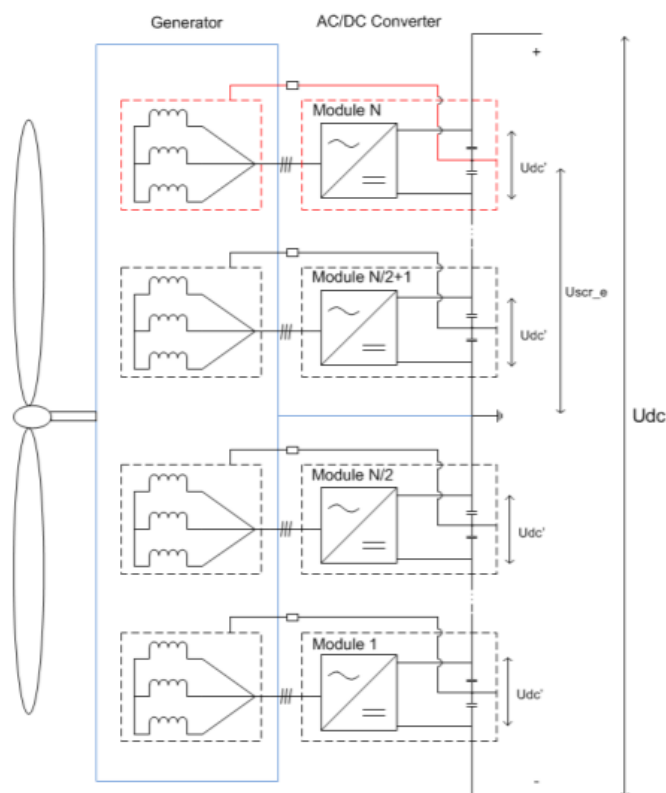 Generator
AC/DC Converter
+
Module N
Udc'
Uscr_e
Module N/2+1
Udc'
Udc
Module N/2
Udc'
Module 1
Udc'
-